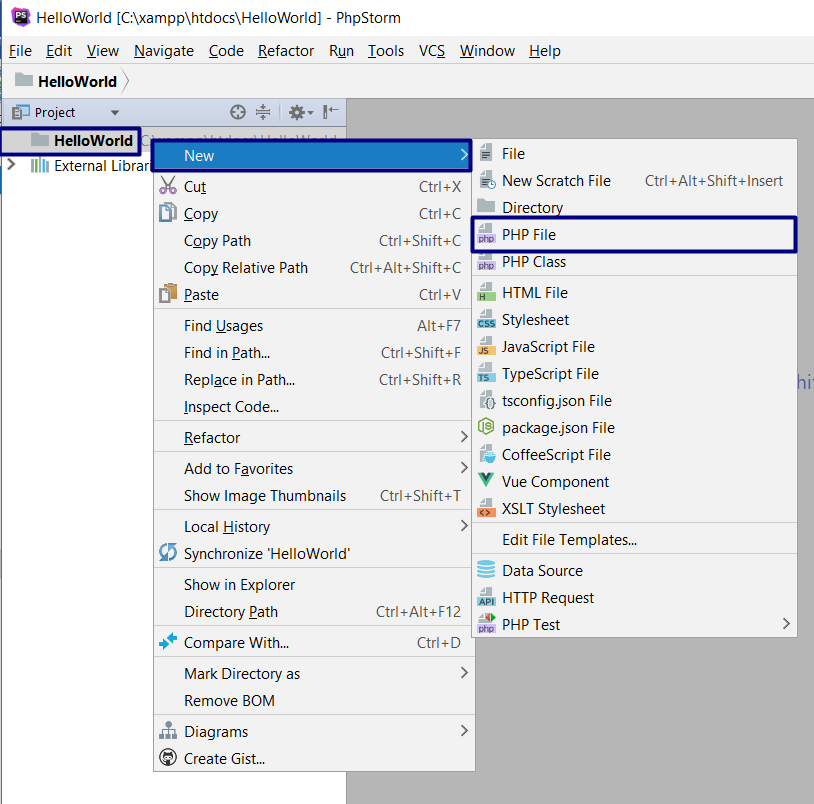 HelloWorld [C:\xampp\htdocs\HelloWorld] - PhpStorm
File Edit View Navigate Code Refactor Run Tools VCS Window Help
HelloWorld
Project
HelloWorld C:\xampp\htdocs\HelloWorld
External Librar
New
Cut Ctrl+X
Copy Ctrl+C
Copy Path Ctrl+Shift+C
Copy Relative Path Ctrl+Alt+Shift+C
Paste Ctrl+V
Find Usages Alt+F7
Find in Path... Ctrl+Shift+F
Replace in Path... Ctrl+Shift+R
Inspect Code...
Refactor
Add to Favorites
Show Image Thumbnails Ctrl+Shift+T
Local History
Synchronize 'HelloWorld'
Show in Explorer
Directory Path Ctrl+Alt+F12
Compare With... Ctrl+D
Mark Directory as
Remove BOM
Diagrams
Create Gist...
File
New Scratch File Ctrl+Alt+Shift+Insert
Directory
PHP File
PHP Class
HTML File
Stylesheet
JavaScript File
TypeScript File
tsconfig.json File
package.json File
CoffeeScript File
Vue Component
XSLT Stylesheet
Edit File Templates...
Data Source
HTTP Request
PHP Test